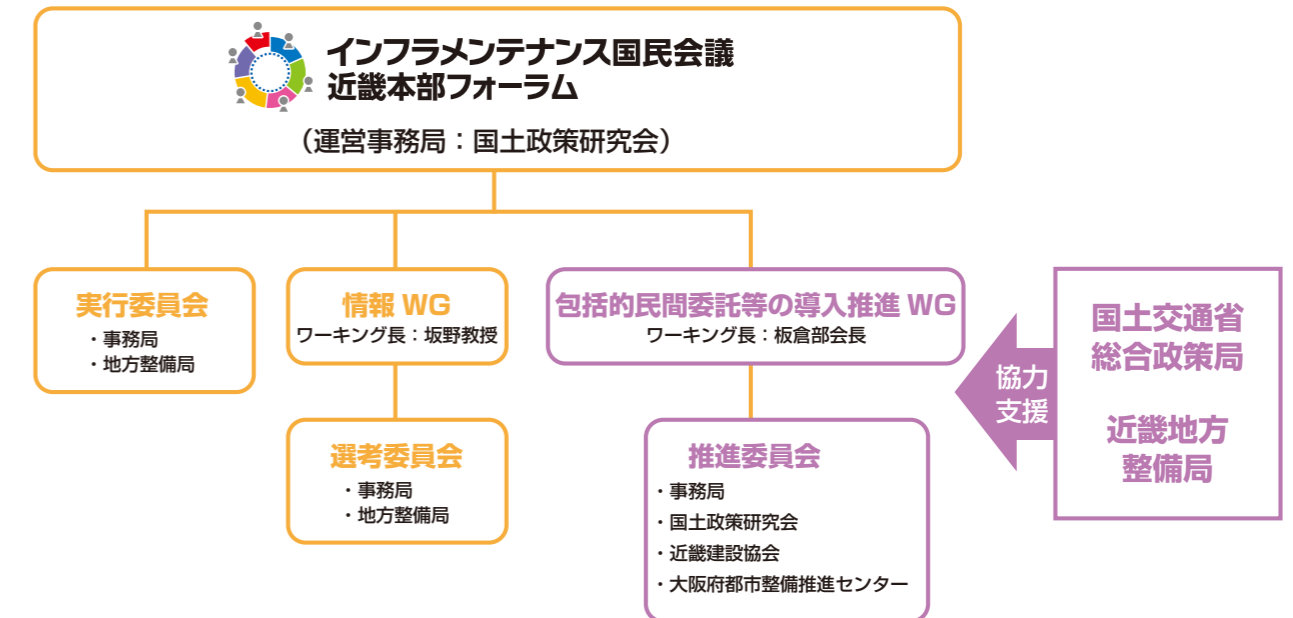 インフラメンテナンス国民会議
近畿本部フォーラム
（運営事務局：国土政策研究会）
実行委員会
・事務局
・地方整備局
情報 WG
ワーキング長：坂野教授
選考委員会
・事務局
・地方整備局
包括的民間委託等の導入推進 WG
ワーキング長：板倉部会長
推進委員会
・事務局
・国土政策研究会
・近畿建設協会
・大阪府都市整備推進センター
協力
支援
国土交通省
総合政策局
近畿地方
整備局